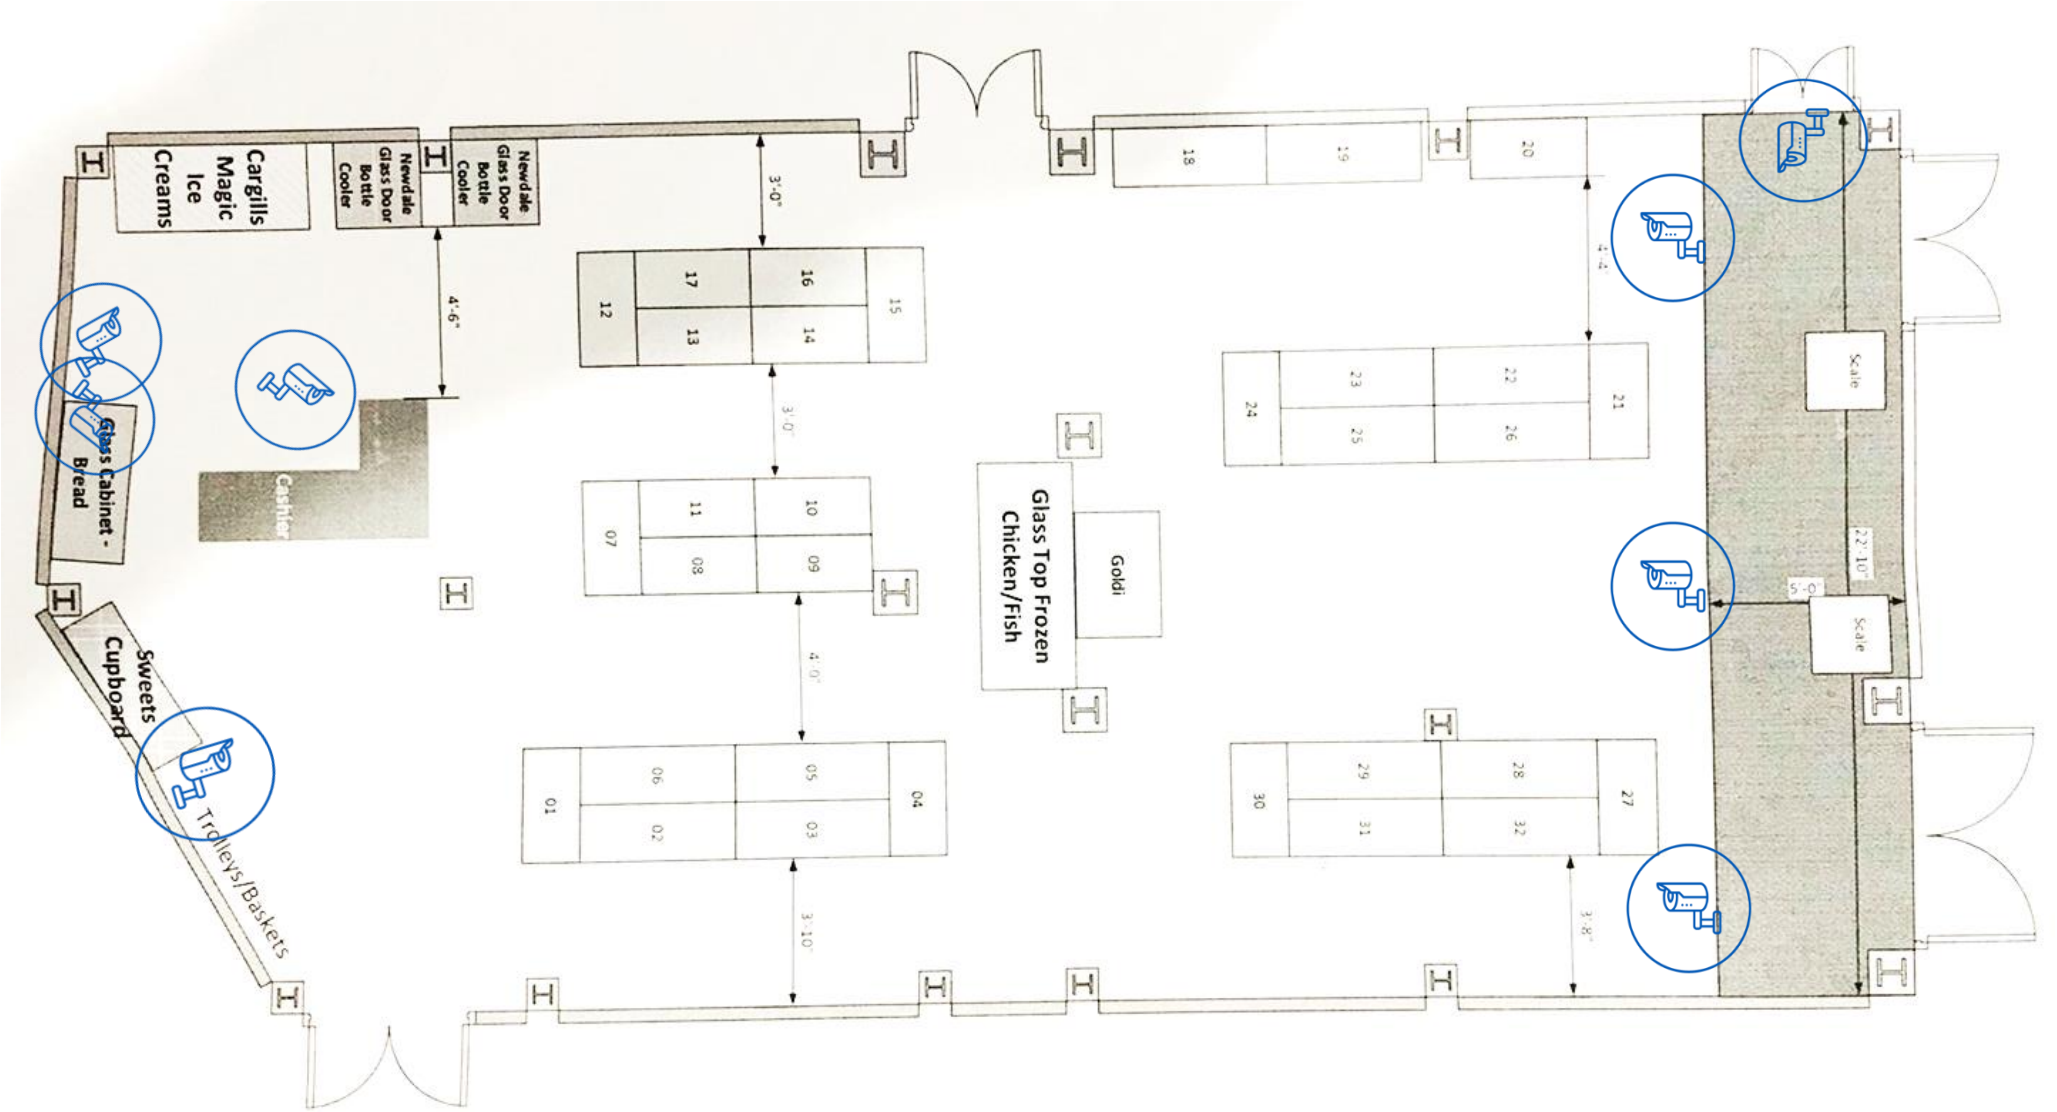 Cargills
Magic
Ice
Creams
Newdale
Glass Door
Bottle
Cooler
Newdale
Glass Door
Bottle
Cooler
3'-0"
18
19
20
4'-6"
12
17
16
13
14
15
4'-4"
Scale
3'-0"
24
23
22
25
26
21
Glass Cabinet -
Bread
Cashier
07
11
10
08
09
Glass Top Frozen
Chicken/Fish
Goldi
22'-10"
5'-0"
Scale
Sweets
Cupboard
4'-0"
01
06
05
02
03
04
30
29
28
31
32
27
Trolleys/Baskets
3'-10"
3'-8"